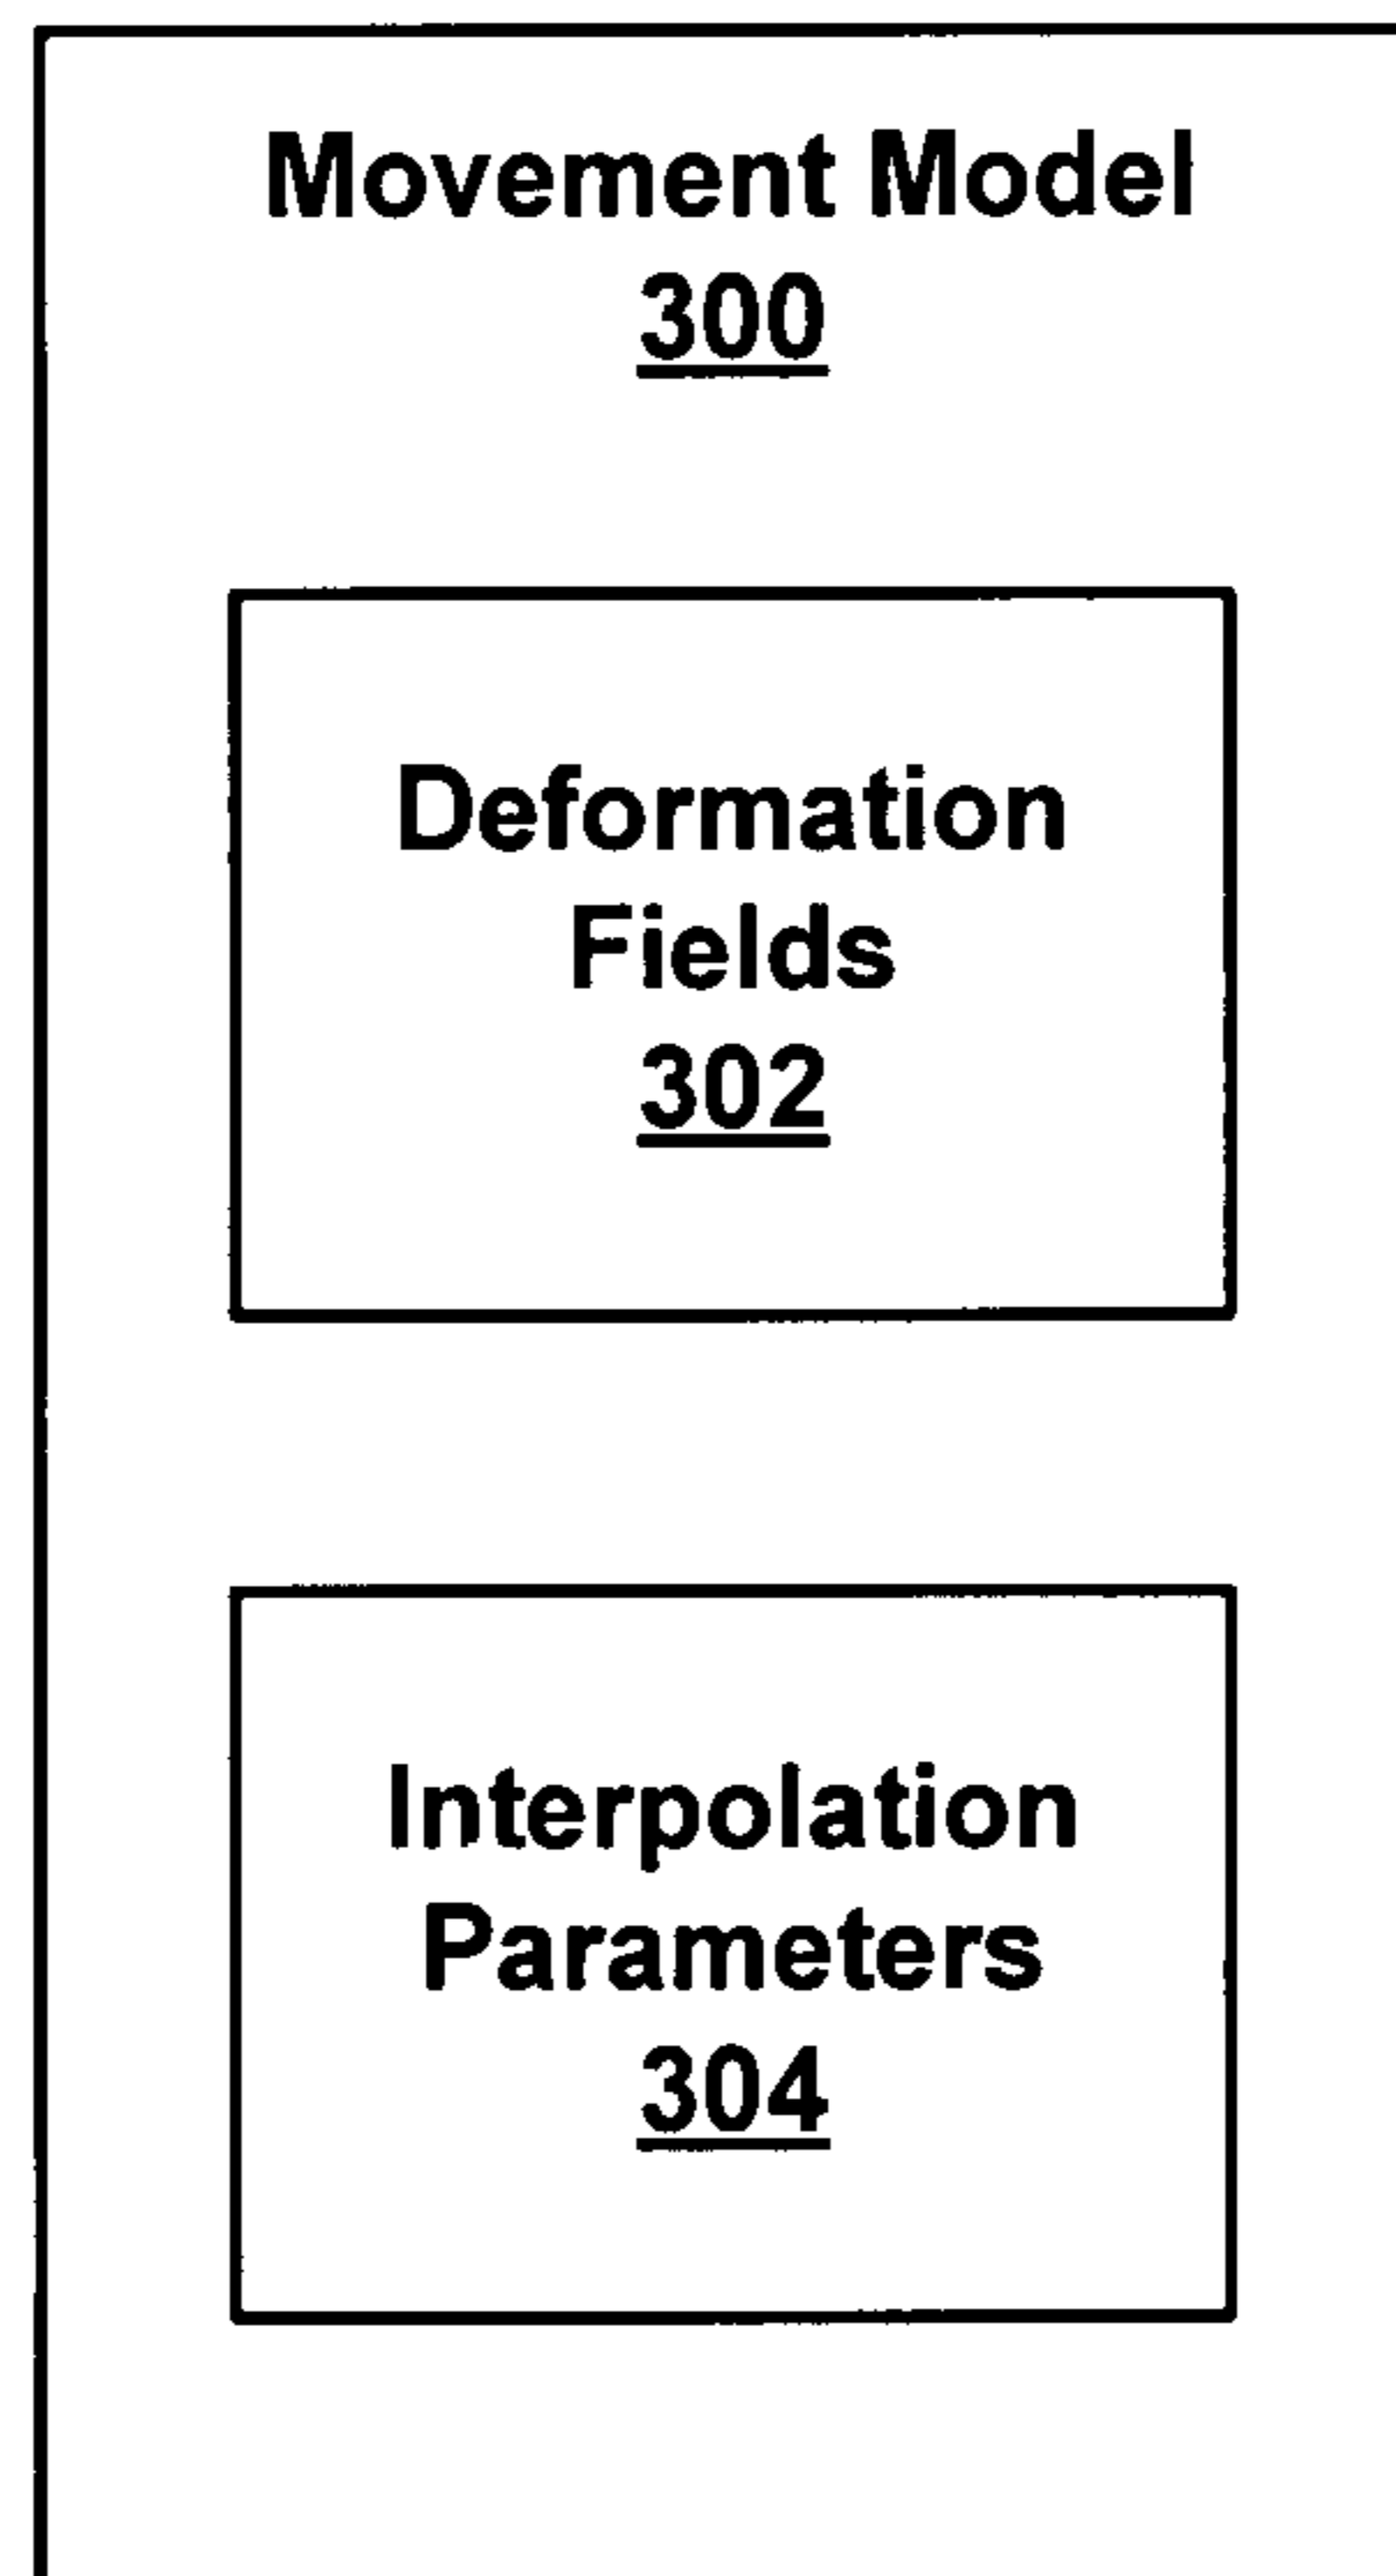 Movement Model
300
Deformation
Fields
302
Interpolation
Parameters
304